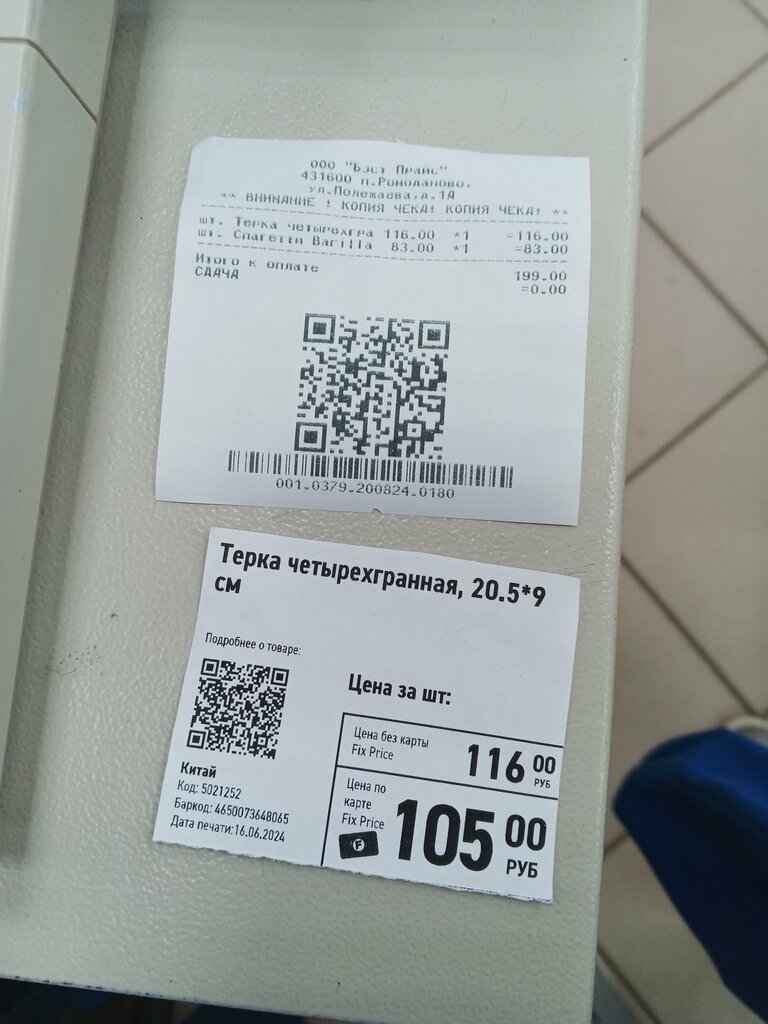 ООО "Бэст Прайс"
431600 п.Ромоданово,
ул.Полежаева,д.1А
** ВНИМАНИЕ ! КОПИЯ ЧЕКА! КОПИЯ ЧЕКА! **
шт. Терка четырехгра 116.00 *1 =116.00
шт. Спагетти Barilla 83.00 *1 =83.00
Итого к оплате 199.00
СДАЧА =0.00
001.0379.200824.0180
Терка четырехгранная, 20.5*9
см
Подробнее о товаре:
Цена за шт:
Цена без карты
Fix Price
116 00
РУБ
Китай
Код: 5021252
Баркод: 4650073648065
Дата печати:16.06.2024
Цена по
карте
Fix Price
F
105 00
РУБ